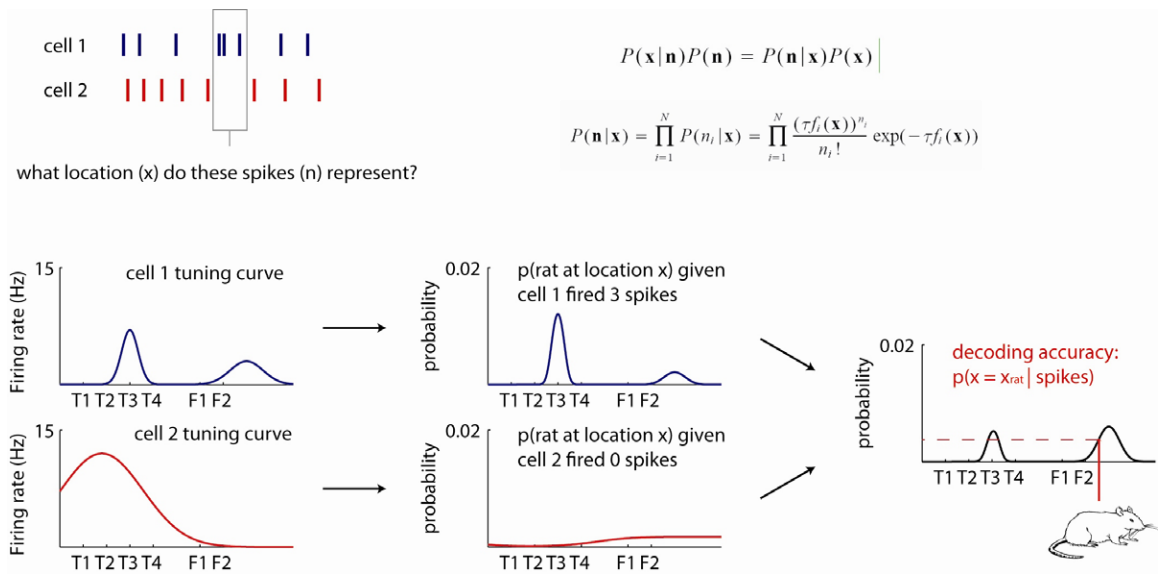 cell 1
cell 2
what location (x) do these spikes (n) represent?
P(x|n)P(n) = P(n|x)P(x)
P(n|x) = ∏_{i=1}^{N} P(n_i|x) = ∏_{i=1}^{N} (τf_i(x))^{n_i} / n_i! exp(−τf_i(x))
15
Firing rate (Hz)
cell 1 tuning curve
T1 T2 T3 T4 F1 F2
0.02
probability
p(rat at location x) given
cell 1 fired 3 spikes
T1 T2 T3 T4 F1 F2
15
Firing rate (Hz)
cell 2 tuning curve
T1 T2 T3 T4 F1 F2
0.02
probability
p(rat at location x) given
cell 2 fired 0 spikes
T1 T2 T3 T4 F1 F2
0.02
probability
decoding accuracy:
p(x = x_rat | spikes)
T1 T2 T3 T4 F1 F2